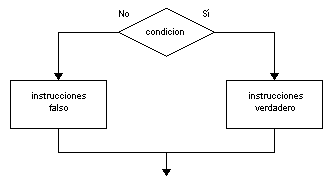 No
Sí
condicion
instrucciones
falso
instrucciones
verdadero